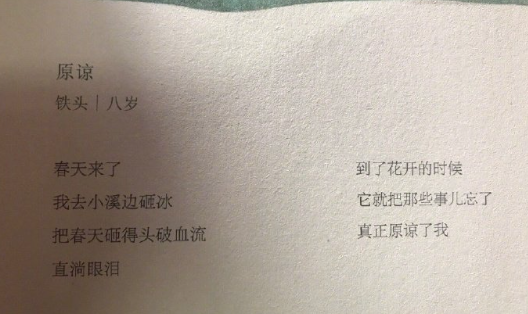 原谅
铁头｜八岁
春天来了
我去小溪边砸冰
把春天砸得头破血流
直淌眼泪
到了花开的时候
它就把那些事儿忘了
真正原谅了我